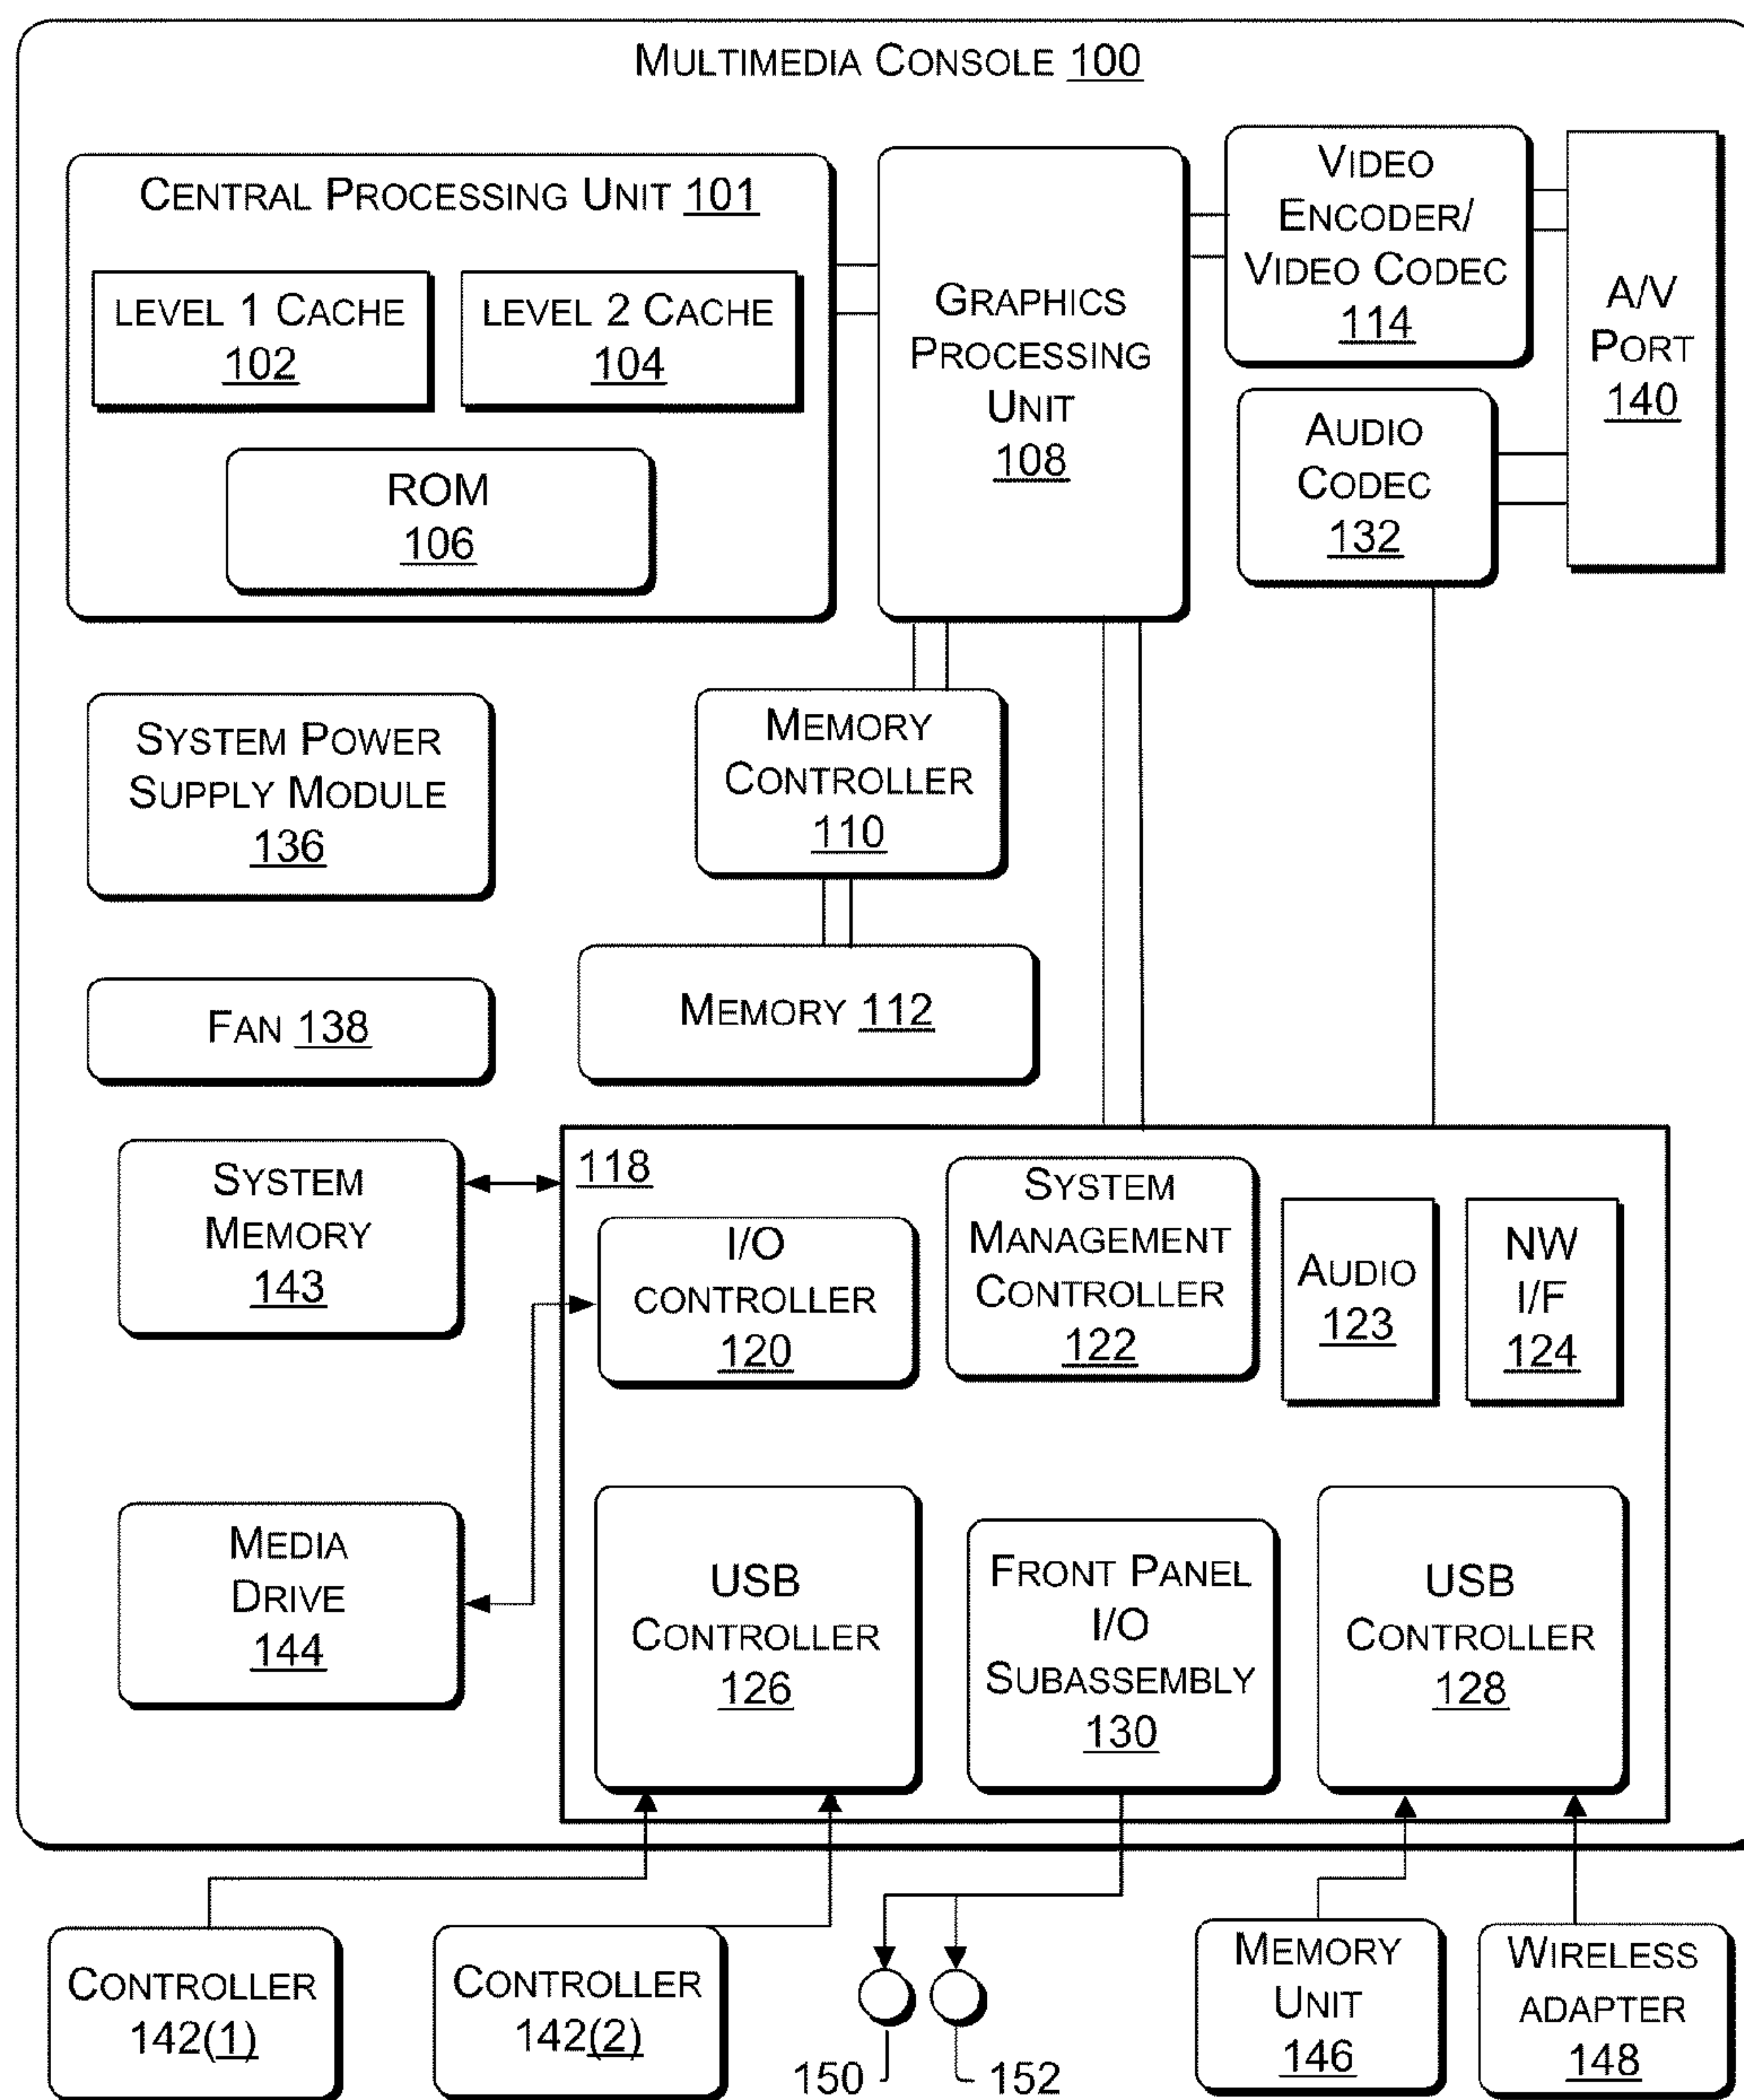 MULTIMEDIA CONSOLE 100
CENTRAL PROCESSING UNIT 101
LEVEL 1 CACHE
102
LEVEL 2 CACHE
104
ROM
106
GRAPHICS
PROCESSING
UNIT
108
VIDEO
ENCODER/
VIDEO CODEC
114
A/V
PORT
140
AUDIO
CODEC
132
SYSTEM POWER
SUPPLY MODULE
136
MEMORY
CONTROLLER
110
FAN 138
MEMORY 112
SYSTEM
MEMORY
143
118
I/O
CONTROLLER
120
SYSTEM
MANAGEMENT
CONTROLLER
122
AUDIO
123
NW
I/F
124
MEDIA
DRIVE
144
USB
CONTROLLER
126
FRONT PANEL
I/O
SUBASSEMBLY
130
USB
CONTROLLER
128
CONTROLLER
142(1)
CONTROLLER
142(2)
150
152
MEMORY
UNIT
146
WIRELESS
ADAPTER
148